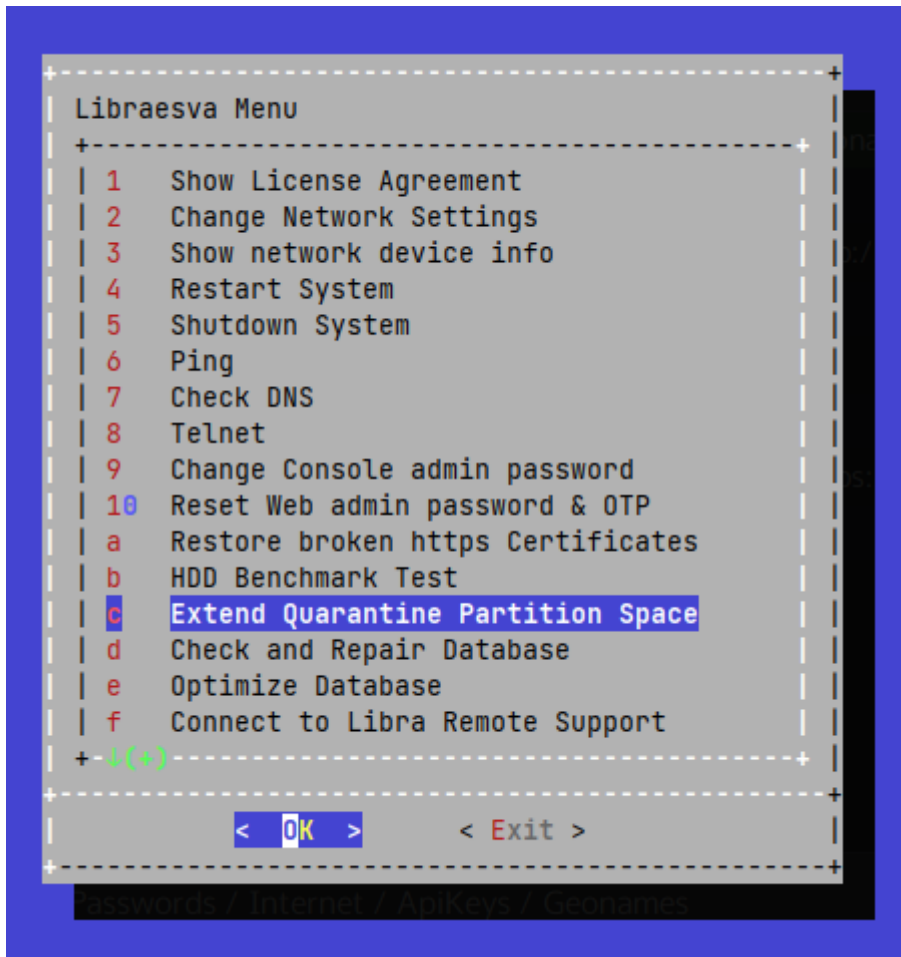 Libraesva Menu
1 Show License Agreement
2 Change Network Settings
3 Show network device info
4 Restart System
5 Shutdown System
6 Ping
7 Check DNS
8 Telnet
9 Change Console admin password
10 Reset Web admin password & OTP
a Restore broken https Certificates
b HDD Benchmark Test
c Extend Quarantine Partition Space
d Check and Repair Database
e Optimize Database
f Connect to Libra Remote Support
↓(+)
< OK > < Exit >
Passwords / Internet / ApiKeys / Geonames